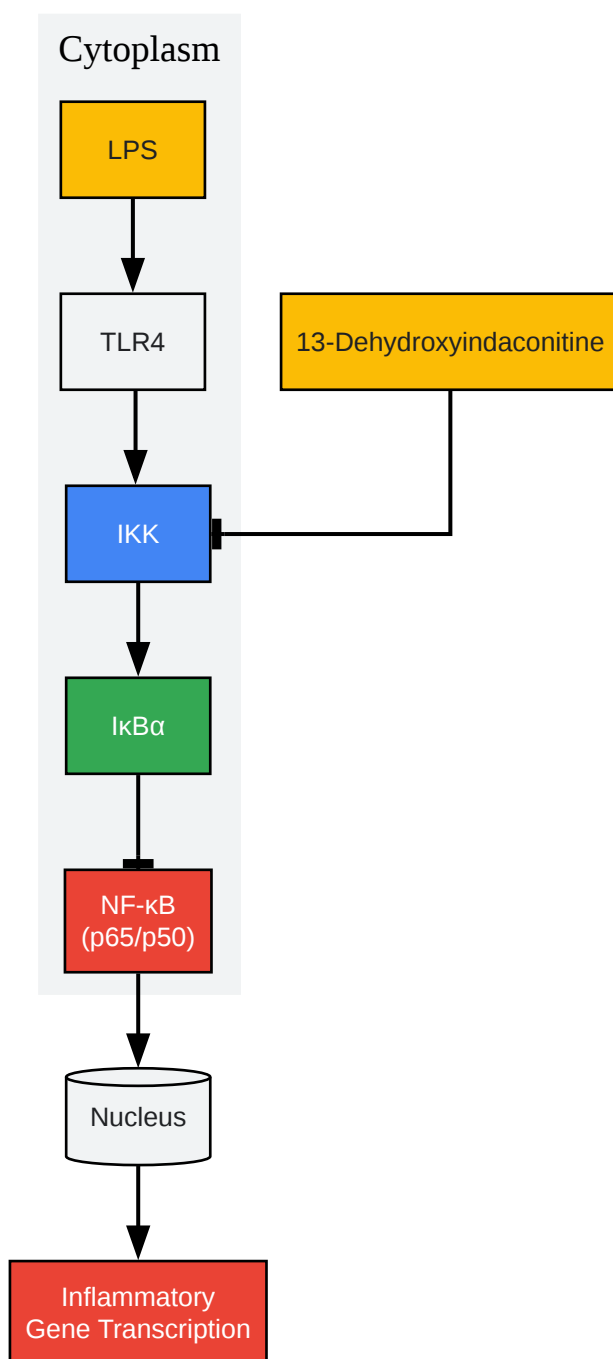 Cytoplasm
LPS
TLR4
13-Dehydroxyindaconitine
IKK
IκBα
NF-κB
(p65/p50)
Nucleus
Inflammatory
Gene Transcription